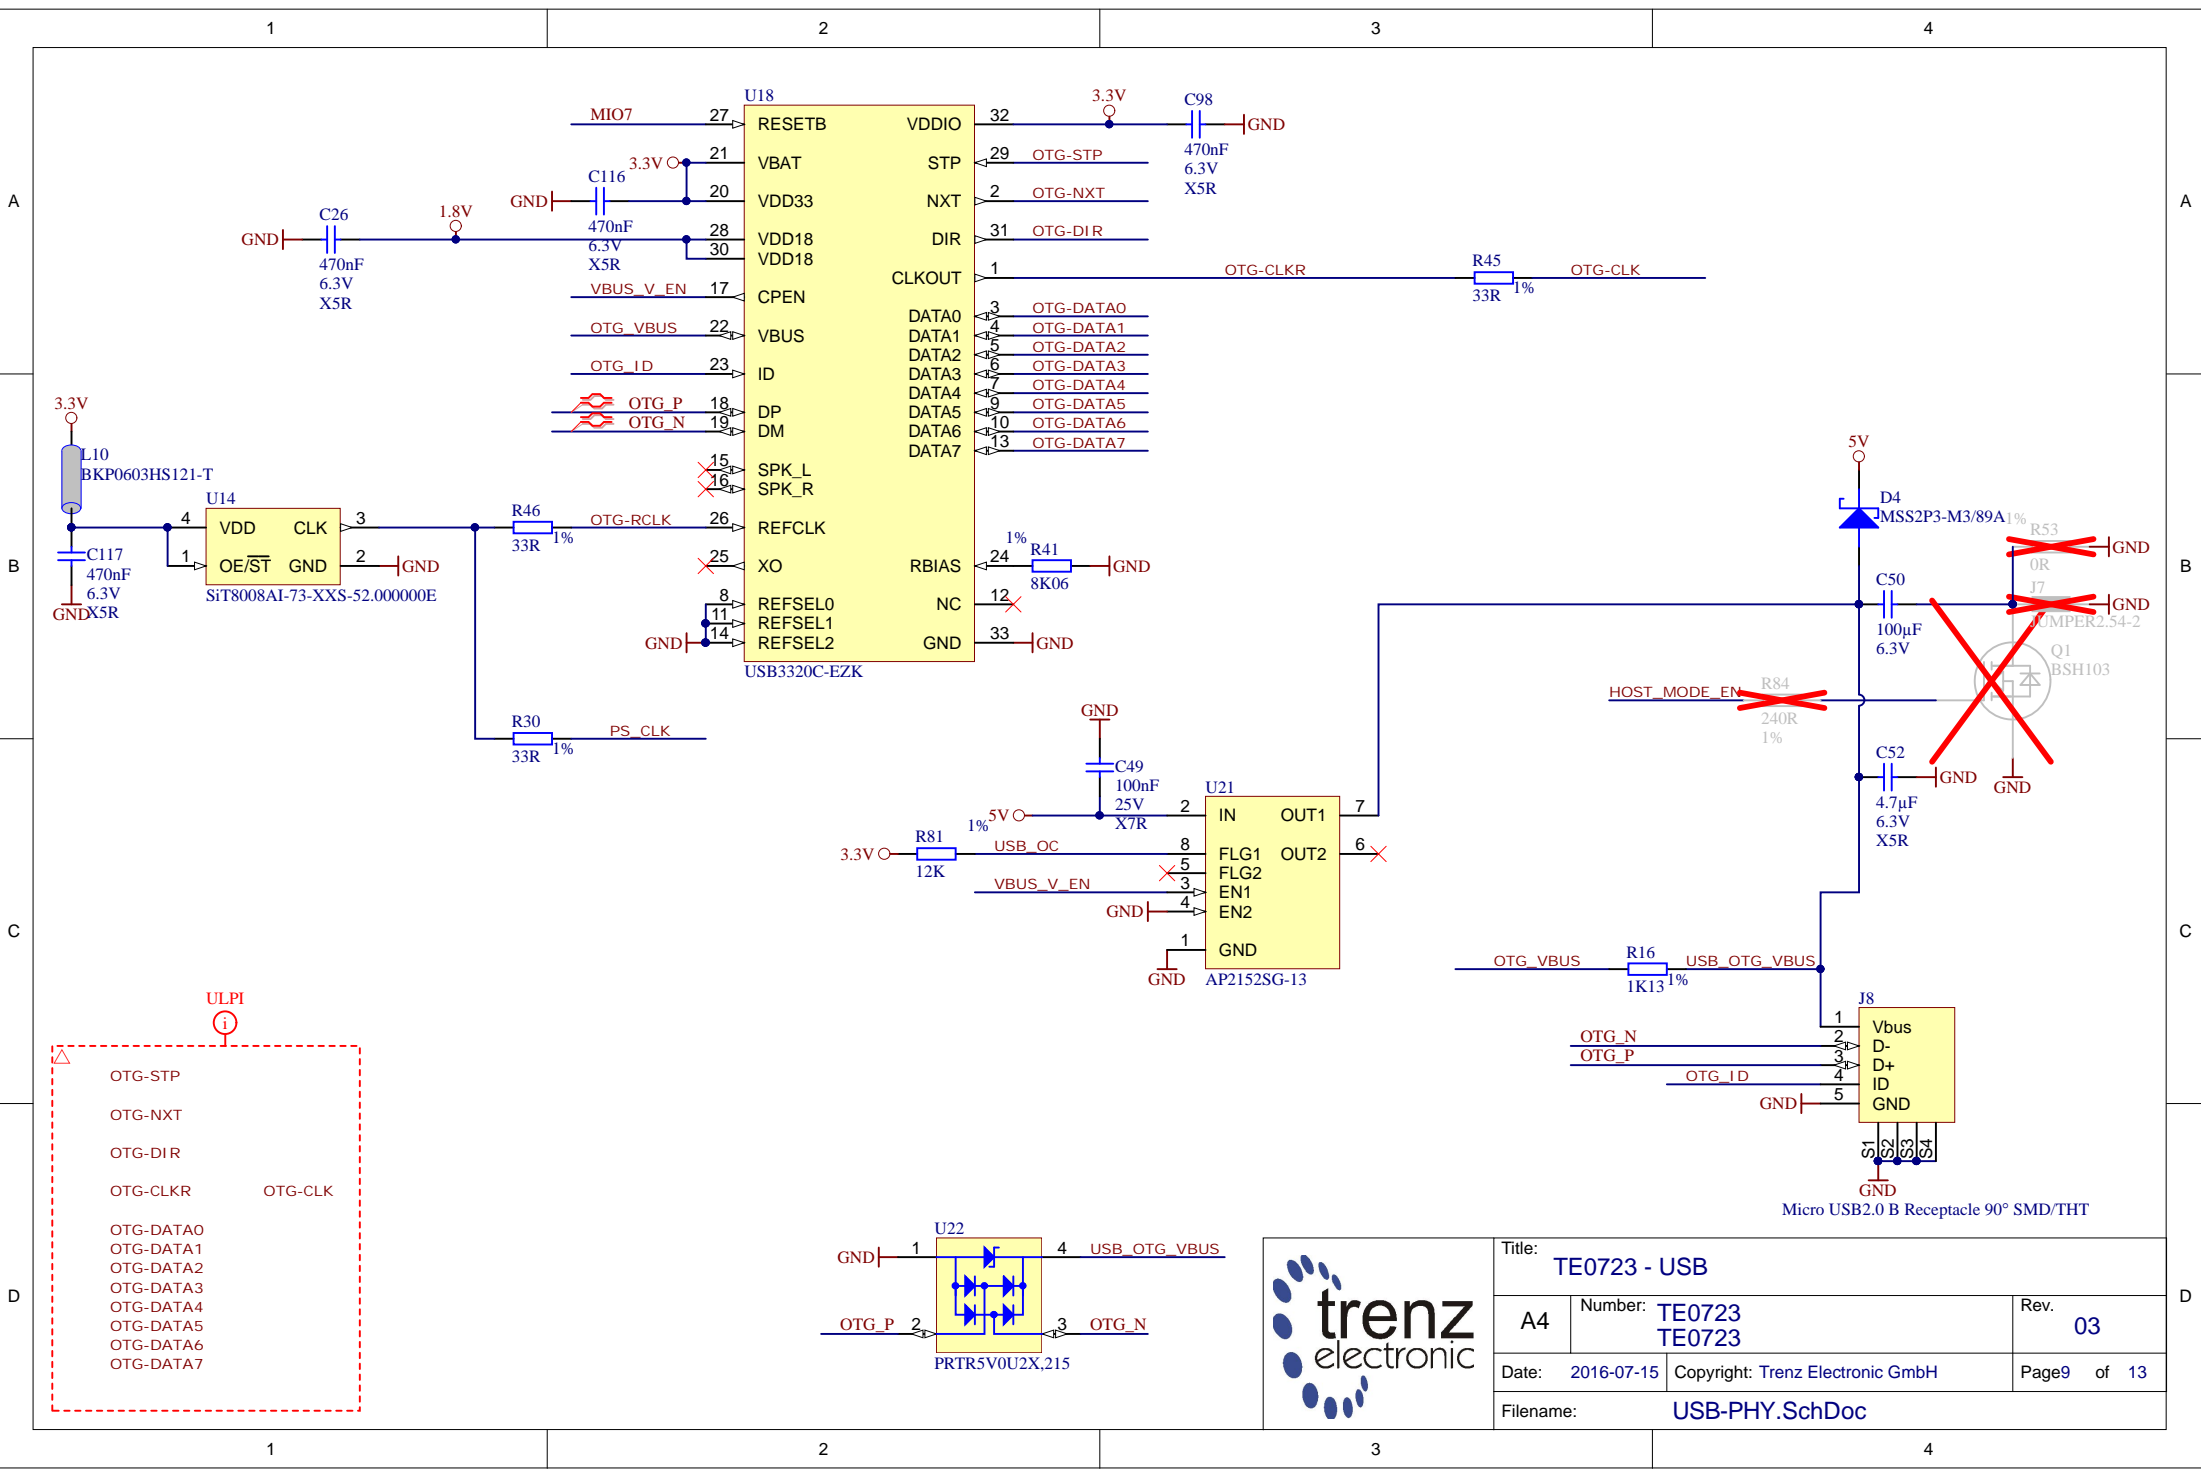 1 2 3 4
A A
B B
C C
D D
U18
MIO7 27 RESETB
3.3V 21 VBAT
20 VDD33
GND C116 470nF 6.3V X5R
1.8V
GND C26 470nF 6.3V X5R
28 VDD18
30 VDD18
VBUS_V_EN 17 CPEN
OTG_VBUS 22 VBUS
OTG_ID 23 ID
OTG_P 18 DP
OTG_N 19 DM
15 SPK_L
16 SPK_R
OTG-RCLK 26 REFCLK
25 XO
8 REFSEL0
11 REFSEL1
GND 14 REFSEL2
USB3320C-EZK
VDDIO 32 3.3V
C98 470nF 6.3V X5R GND
STP 29 OTG-STP
NXT 2 OTG-NXT
DIR 31 OTG-DIR
CLKOUT 1 OTG-CLKR R45 33R 1% OTG-CLK
DATA0 3 OTG-DATA0
DATA1 4 OTG-DATA1
DATA2 5 OTG-DATA2
DATA3 6 OTG-DATA3
DATA4 7 OTG-DATA4
DATA5 9 OTG-DATA5
DATA6 10 OTG-DATA6
DATA7 13 OTG-DATA7
RBIAS 24 1% R41 8K06 GND
NC 12
GND 33 GND
3.3V
L10
BKP0603HS121-T
C117
470nF
6.3V
X5R
GND
U14
4 VDD CLK 3
1 OE/ST GND 2 GND
SiT8008AI-73-XXS-52.000000E
R46
33R 1%
R30
33R 1%
PS_CLK
5V
D4
MSS2P3-M3/89A
1%
R53
0R
GND
J7
JUMPER2.54-2
GND
C50
100µF
6.3V
Q1
BSH103
HOST_MODE_EN
R84
240R
1%
GND
C52
4.7µF
6.3V
X5R
GND
GND
C49
100nF
25V
X7R
U21
5V 2 IN OUT1 7
3.3V R81 12K 1% USB_OC 8 FLG1 OUT2 6
5 FLG2
VBUS_V_EN 3 EN1
GND 4 EN2
1 GND
GND
AP2152SG-13
OTG_VBUS R16 1K13 1% USB_OTG_VBUS
J8
1 Vbus
OTG_N 2 D-
OTG_P 3 D+
OTG_ID 4 ID
GND 5 GND
S1 S2 S3 S4
GND
Micro USB2.0 B Receptacle 90° SMD/THT
ULPI
i
OTG-STP
OTG-NXT
OTG-DIR
OTG-CLKR OTG-CLK
OTG-DATA0
OTG-DATA1
OTG-DATA2
OTG-DATA3
OTG-DATA4
OTG-DATA5
OTG-DATA6
OTG-DATA7
U22
GND 1 4 USB_OTG_VBUS
OTG_P 2 3 OTG_N
PRTR5V0U2X,215
trenz
electronic
Title:
TE0723 - USB
A4 Number: TE0723
TE0723
Rev.
03
Date: 2016-07-15 Copyright: Trenz Electronic GmbH Page9 of 13
Filename: USB-PHY.SchDoc
1 2 3 4